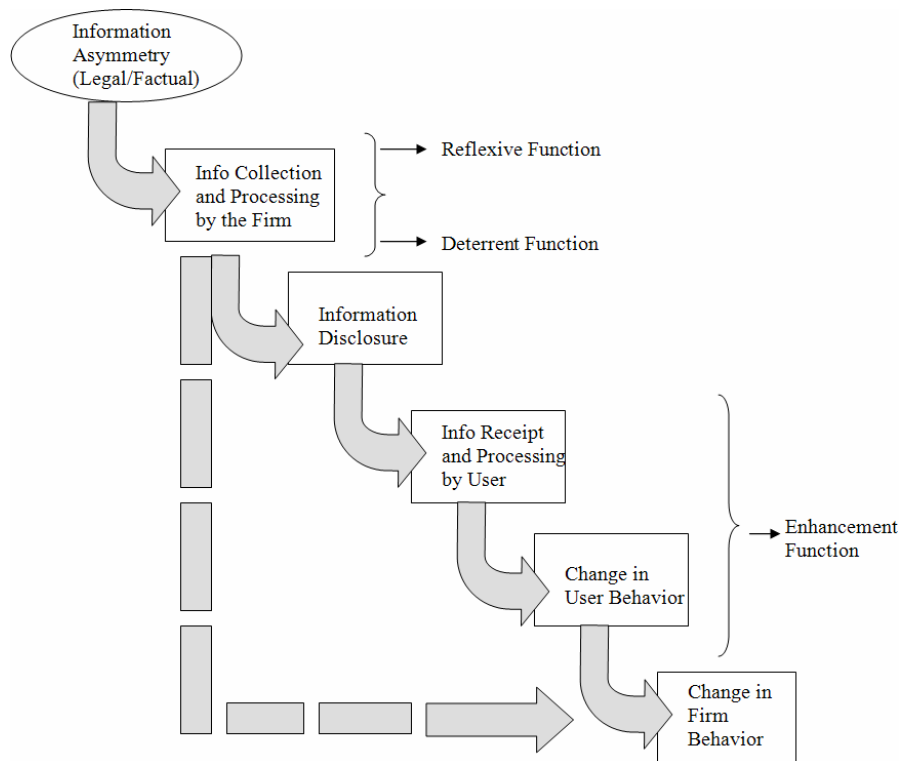 Information
Asymmetry
(Legal/Factual)
Info Collection
and Processing
by the Firm
Reflexive Function
Deterrent Function
Information
Disclosure
Info Receipt
and Processing
by User
Enhancement
Function
Change in
User Behavior
Change in
Firm
Behavior